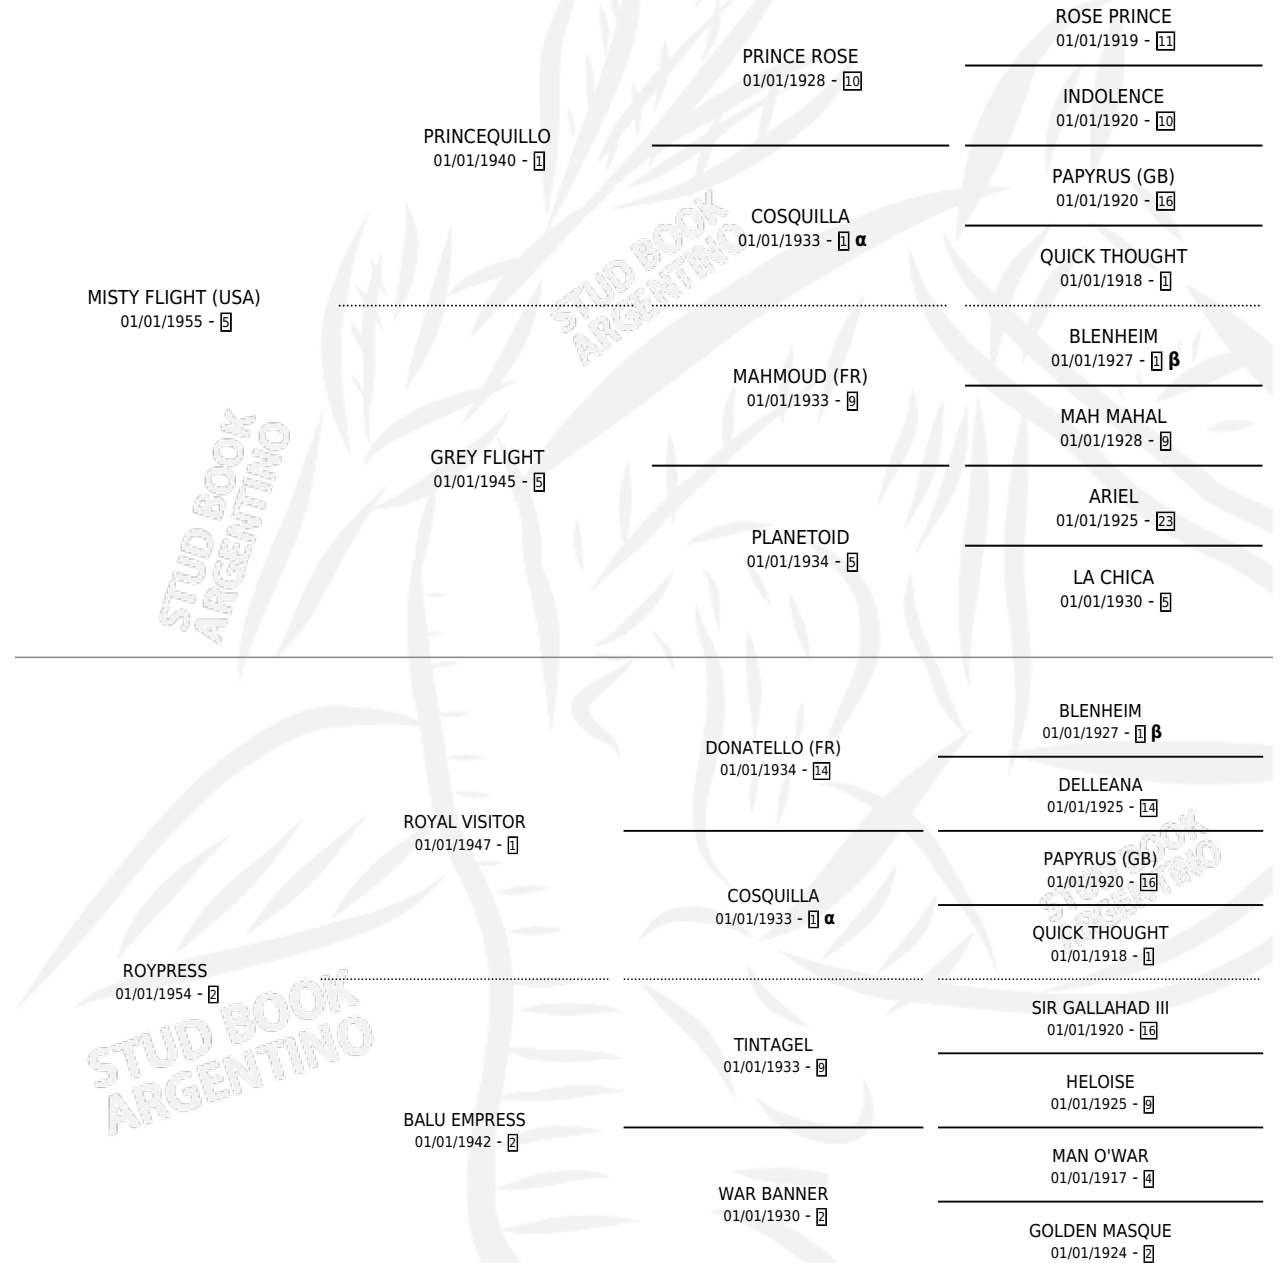 MISTY FLIGHT (USA)
01/01/1955 - 5
PRINCEQUILLO
01/01/1940 - 1
PRINCE ROSE
01/01/1928 - 10
ROSE PRINCE
01/01/1919 - 11
INDOLENCE
01/01/1920 - 10
COSQUILLA
01/01/1933 - 1 α
PAPYRUS (GB)
01/01/1920 - 16
QUICK THOUGHT
01/01/1918 - 1
GREY FLIGHT
01/01/1945 - 5
MAHMOUD (FR)
01/01/1933 - 9
BLENHEIM
01/01/1927 - 1 β
MAH MAHAL
01/01/1928 - 9
PLANETOID
01/01/1934 - 5
ARIEL
01/01/1925 - 23
LA CHICA
01/01/1930 - 5
ROYPRESS
01/01/1954 - 2
ROYAL VISITOR
01/01/1947 - 1
DONATELLO (FR)
01/01/1934 - 14
BLENHEIM
01/01/1927 - 1 β
DELLEANA
01/01/1925 - 14
COSQUILLA
01/01/1933 - 1 α
PAPYRUS (GB)
01/01/1920 - 16
QUICK THOUGHT
01/01/1918 - 1
BALU EMPRESS
01/01/1942 - 2
TINTAGEL
01/01/1933 - 9
SIR GALLAHAD III
01/01/1920 - 16
HELOISE
01/01/1925 - 9
WAR BANNER
01/01/1930 - 2
MAN O'WAR
01/01/1917 - 4
GOLDEN MASQUE
01/01/1924 - 2
STUD BOOK
ARGENTINO
STUD BOOK
ARGENTINO
STUD BOOK
ARGENTINO
STUD BOOK
ARGENTINO